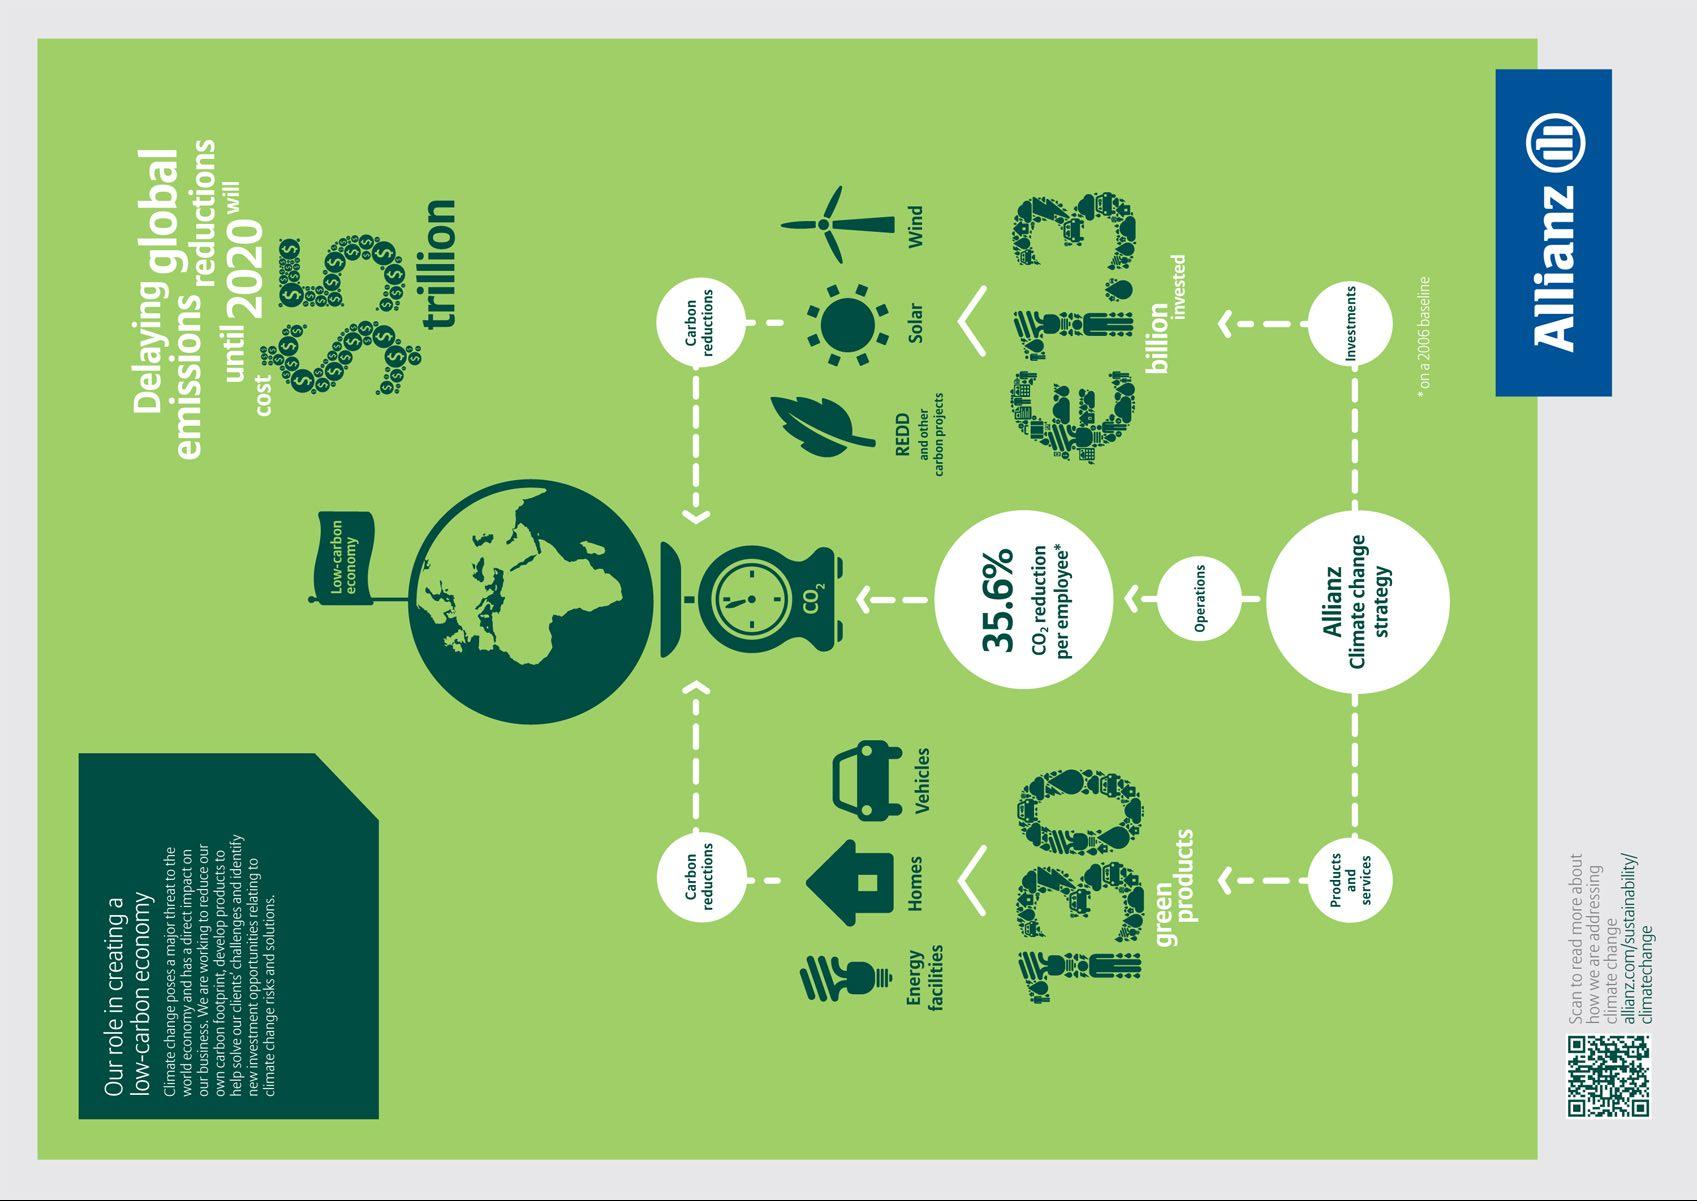 Our role in creating a
low-carbon economy
Climate change poses a major threat to the
world economy and has a direct impact on
our business. We are working to reduce our
own carbon footprint, develop products to
help solve our clients' challenges and identify
new investment opportunities relating to
climate change risks and solutions.
Delaying global
emissions reductions
until 2020 will
cost $5
trillion
Low-carbon
economy
CO2
Carbon
reductions
Carbon
reductions
Energy
facilities
Homes
Vehicles
REDD
and other
carbon projects
Solar
Wind
130
green
products
35.6%
CO2 reduction
per employee*
€1.3
billion
invested
Operations
Products
and
services
Allianz
Climate change
strategy
Investments
* on a 2006 baseline
Scan to read more about
how we are addressing
climate change
allianz.com/sustainability/
climatechange
Allianz